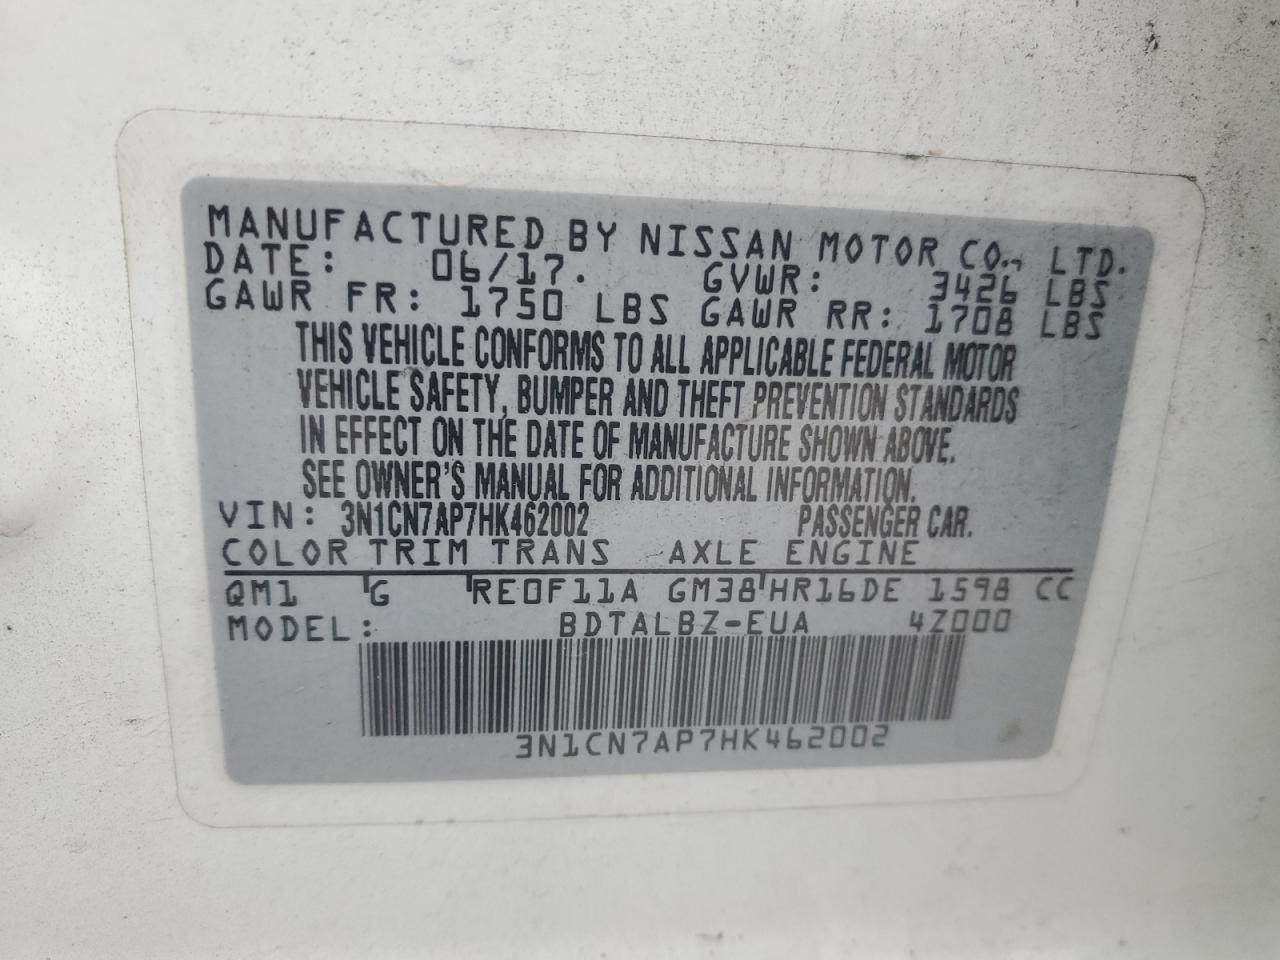 MANUFACTURED BY NISSAN MOTOR CO., LTD.
DATE: 06/17. GVWR: 3426 LBS
GAWR FR: 1750 LBS GAWR RR: 1708 LBS
THIS VEHICLE CONFORMS TO ALL APPLICABLE FEDERAL MOTOR
VEHICLE SAFETY, BUMPER AND THEFT PREVENTION STANDARDS
IN EFFECT ON THE DATE OF MANUFACTURE SHOWN ABOVE.
SEE OWNER'S MANUAL FOR ADDITIONAL INFORMATION.
VIN: 3N1CN7AP7HK462002 PASSENGER CAR.
COLOR TRIM TRANS AXLE ENGINE
QM1 G RE0F11A GM38 HR16DE 1598 CC
MODEL: BDTALBZ-EUA 4Z000
3N1CN7AP7HK462002